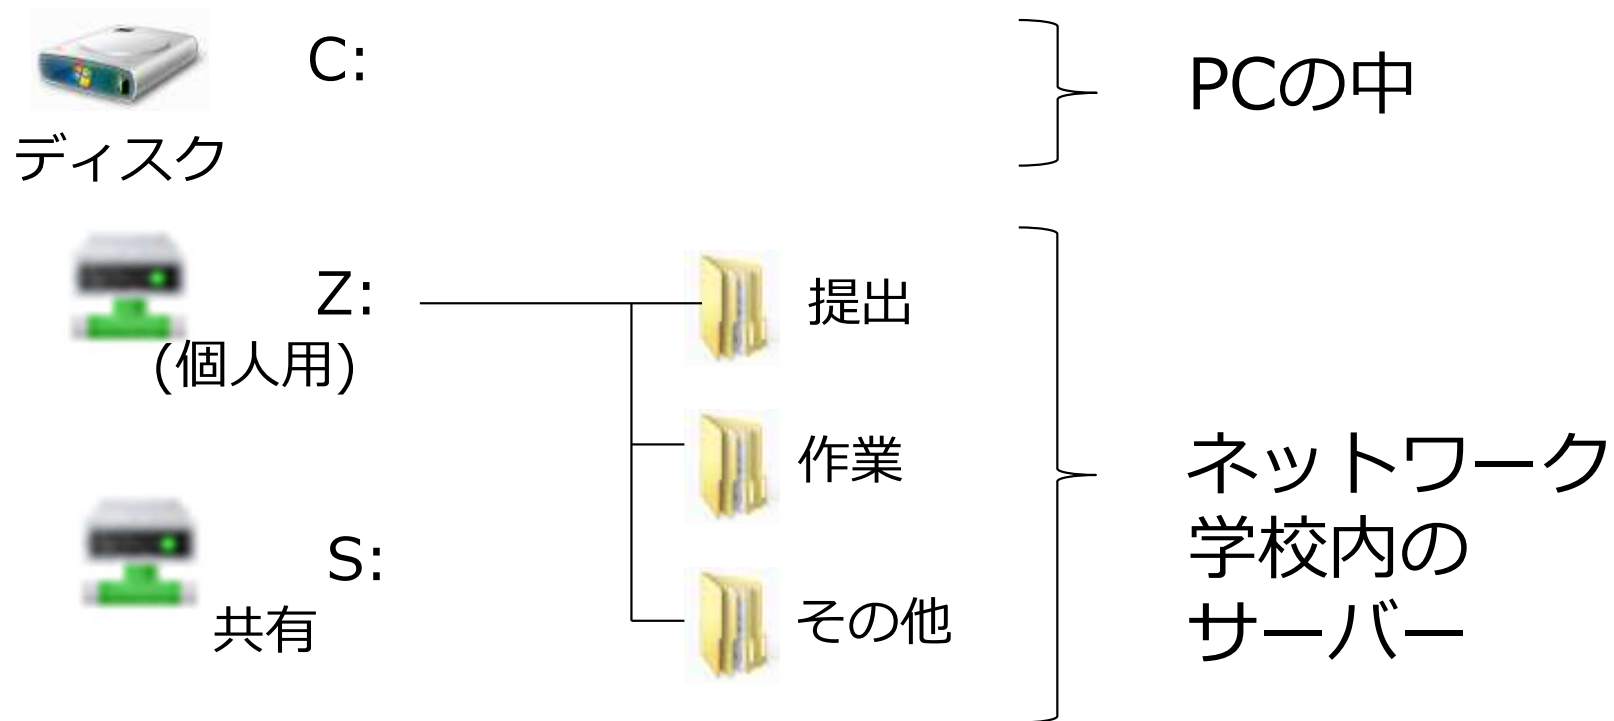 C:
PCの中
ディスク
Z:
(個人用)
提出
作業
S:
共有
その他
ネットワーク
学校内の
サーバー